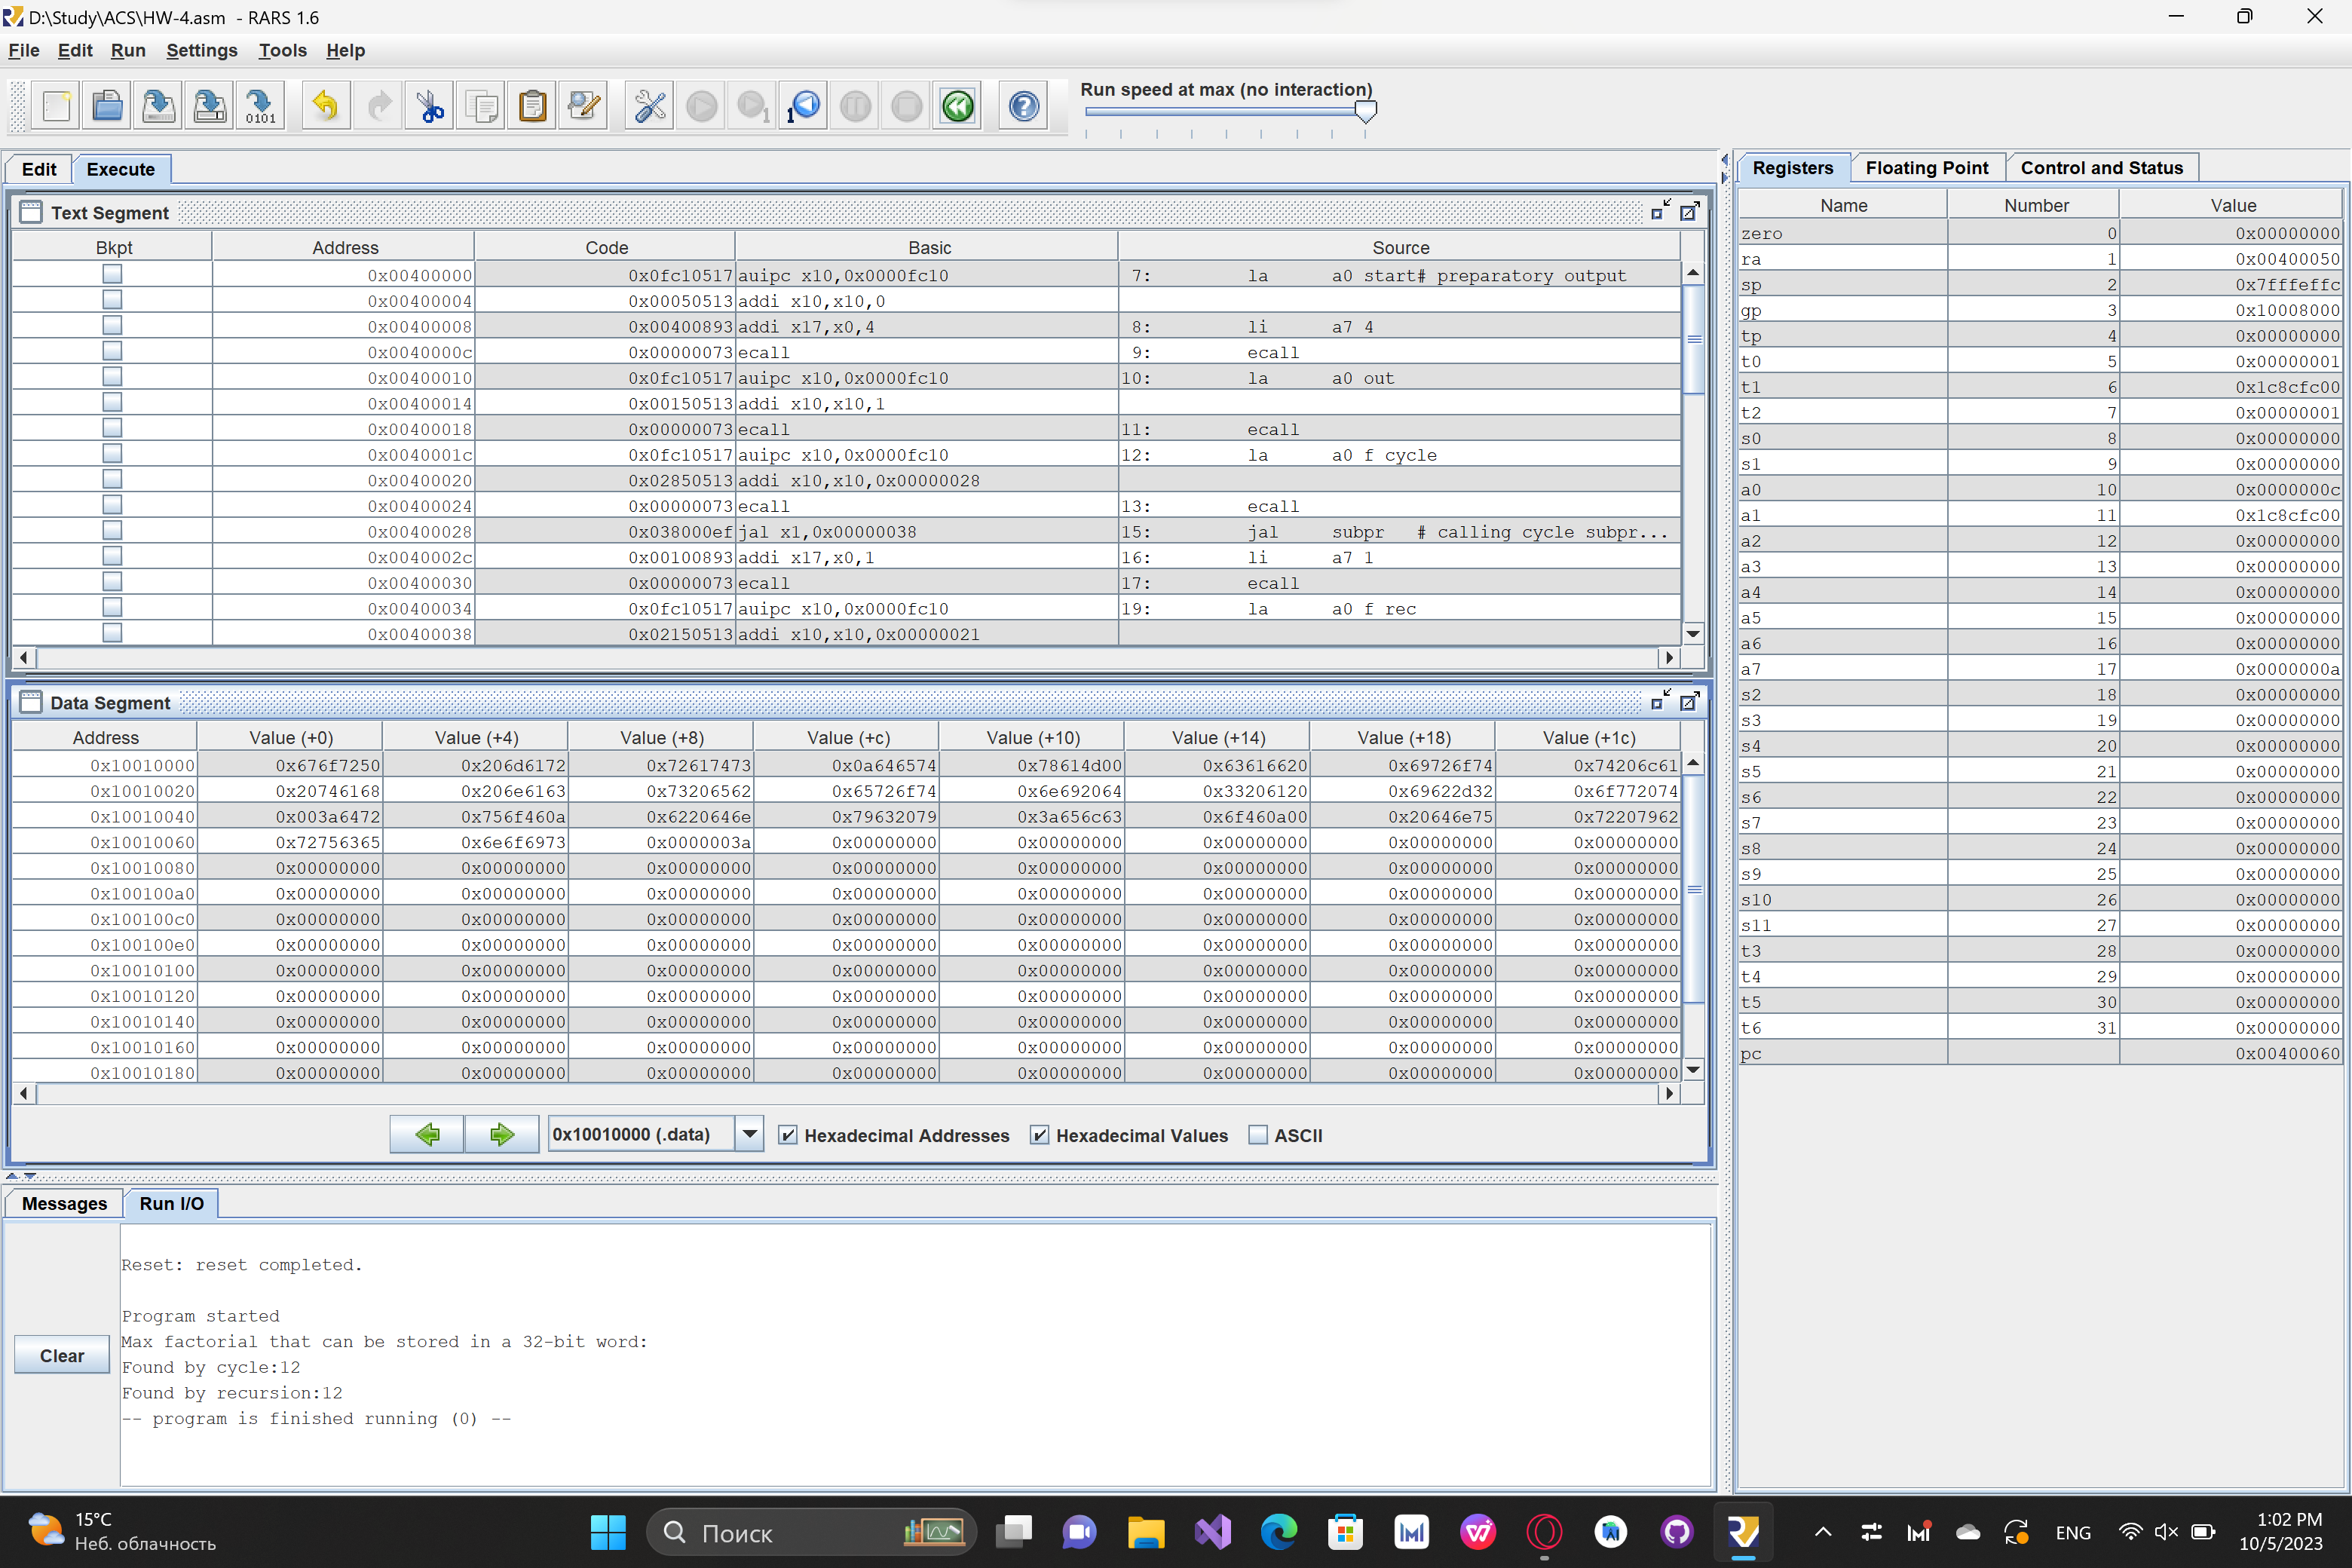 D:\Study\ACS\HW-4.asm - RARS 1.6
File Edit Run Settings Tools Help
Run speed at max (no interaction)
Edit Execute
Text Segment
Bkpt Address Code Basic Source
0x00400000 0x0fc10517 auipc x10,0x0000fc10 7: la a0 start# preparatory output
0x00400004 0x00050513 addi x10,x10,0
0x00400008 0x00400893 addi x17,x0,4 8: li a7 4
0x0040000c 0x00000073 ecall 9: ecall
0x00400010 0x0fc10517 auipc x10,0x0000fc10 10: la a0 out
0x00400014 0x00150513 addi x10,x10,1
0x00400018 0x00000073 ecall 11: ecall
0x0040001c 0x0fc10517 auipc x10,0x0000fc10 12: la a0 f cycle
0x00400020 0x02850513 addi x10,x10,0x00000028
0x00400024 0x00000073 ecall 13: ecall
0x00400028 0x038000ef jal x1,0x00000038 15: jal subpr # calling cycle subpr...
0x0040002c 0x00100893 addi x17,x0,1 16: li a7 1
0x00400030 0x00000073 ecall 17: ecall
0x00400034 0x0fc10517 auipc x10,0x0000fc10 19: la a0 f rec
0x00400038 0x02150513 addi x10,x10,0x00000021
Data Segment
Address Value (+0) Value (+4) Value (+8) Value (+c) Value (+10) Value (+14) Value (+18) Value (+1c)
0x10010000 0x676f7250 0x206d6172 0x72617473 0x0a646574 0x78614d00 0x63616620 0x69726f74 0x74206c61
0x10010020 0x20746168 0x206e6163 0x73206562 0x65726f74 0x6e692064 0x33206120 0x69622d32 0x6f772074
0x10010040 0x003a6472 0x756f460a 0x6220646e 0x79632079 0x3a656c63 0x6f460a00 0x20646e75 0x72207962
0x10010060 0x72756365 0x6e6f6973 0x0000003a 0x00000000 0x00000000 0x00000000 0x00000000 0x00000000
0x10010080 0x00000000 0x00000000 0x00000000 0x00000000 0x00000000 0x00000000 0x00000000 0x00000000
0x100100a0 0x00000000 0x00000000 0x00000000 0x00000000 0x00000000 0x00000000 0x00000000 0x00000000
0x100100c0 0x00000000 0x00000000 0x00000000 0x00000000 0x00000000 0x00000000 0x00000000 0x00000000
0x100100e0 0x00000000 0x00000000 0x00000000 0x00000000 0x00000000 0x00000000 0x00000000 0x00000000
0x10010100 0x00000000 0x00000000 0x00000000 0x00000000 0x00000000 0x00000000 0x00000000 0x00000000
0x10010120 0x00000000 0x00000000 0x00000000 0x00000000 0x00000000 0x00000000 0x00000000 0x00000000
0x10010140 0x00000000 0x00000000 0x00000000 0x00000000 0x00000000 0x00000000 0x00000000 0x00000000
0x10010160 0x00000000 0x00000000 0x00000000 0x00000000 0x00000000 0x00000000 0x00000000 0x00000000
0x10010180 0x00000000 0x00000000 0x00000000 0x00000000 0x00000000 0x00000000 0x00000000 0x00000000
0x10010000 (.data) Hexadecimal Addresses Hexadecimal Values ASCII
Messages Run I/O
Clear
Reset: reset completed.
Program started
Max factorial that can be stored in a 32-bit word:
Found by cycle:12
Found by recursion:12
-- program is finished running (0) --
Registers Floating Point Control and Status
Name Number Value
zero 0 0x00000000
ra 1 0x00400050
sp 2 0x7fffeffc
gp 3 0x10008000
tp 4 0x00000000
t0 5 0x00000001
t1 6 0x1c8cfc00
t2 7 0x00000001
s0 8 0x00000000
s1 9 0x00000000
a0 10 0x0000000c
a1 11 0x1c8cfc00
a2 12 0x00000000
a3 13 0x00000000
a4 14 0x00000000
a5 15 0x00000000
a6 16 0x00000000
a7 17 0x0000000a
s2 18 0x00000000
s3 19 0x00000000
s4 20 0x00000000
s5 21 0x00000000
s6 22 0x00000000
s7 23 0x00000000
s8 24 0x00000000
s9 25 0x00000000
s10 26 0x00000000
s11 27 0x00000000
t3 28 0x00000000
t4 29 0x00000000
t5 30 0x00000000
t6 31 0x00000000
pc 0x00400060
15°C
Неб. облачность
Поиск
ENG
1:02 PM
10/5/2023